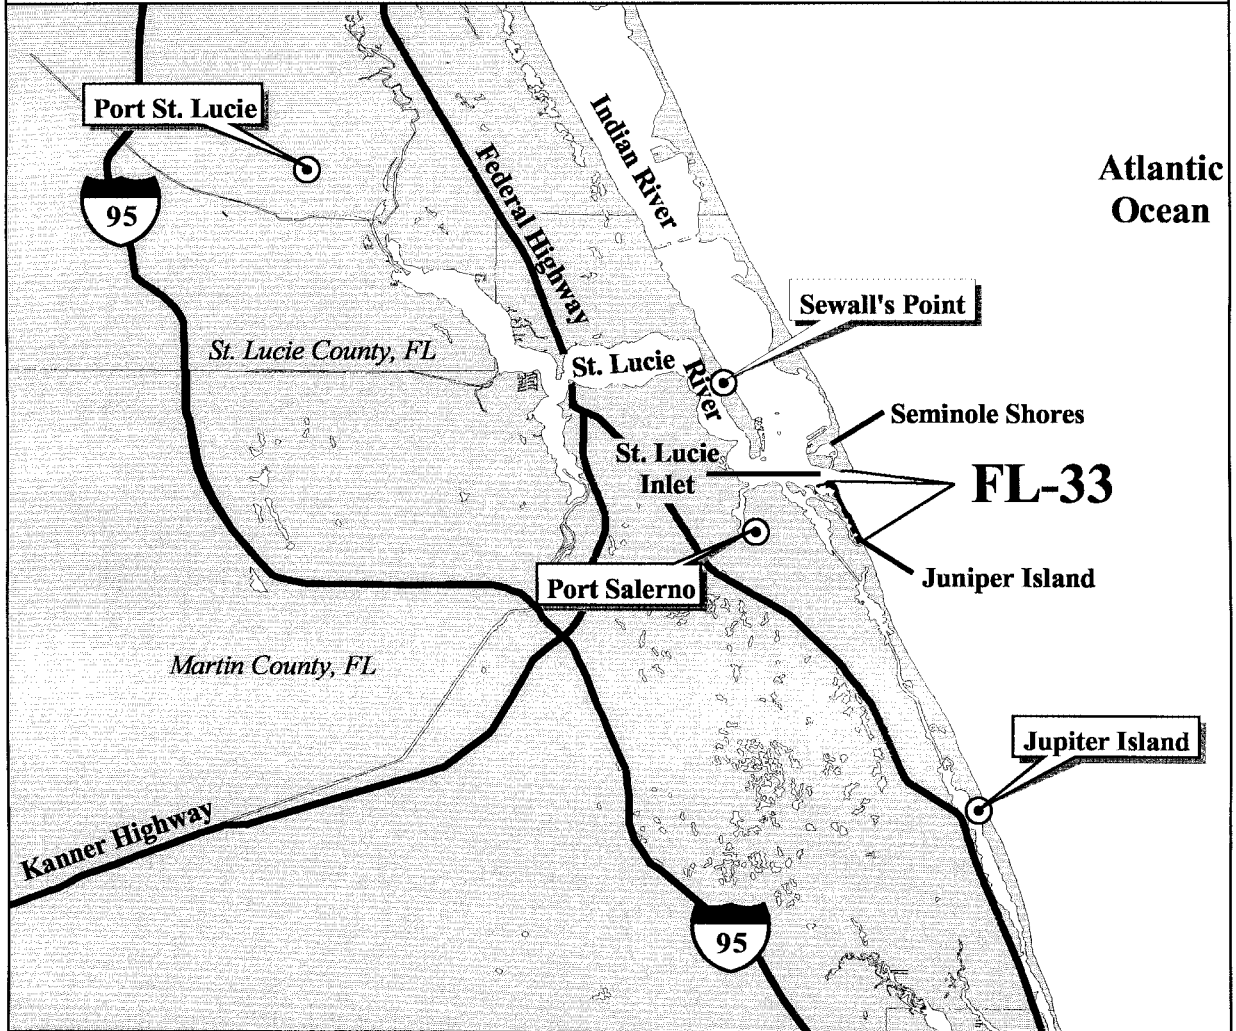 Port St. Lucie
95
Federal Highway
Indian River
Atlantic
Ocean
Sewall's Point
St. Lucie County, FL
St. Lucie River
Seminole Shores
St. Lucie
Inlet
FL-33
Juniper Island
Port Salerno
Martin County, FL
Jupiter Island
Kanner Highway
95